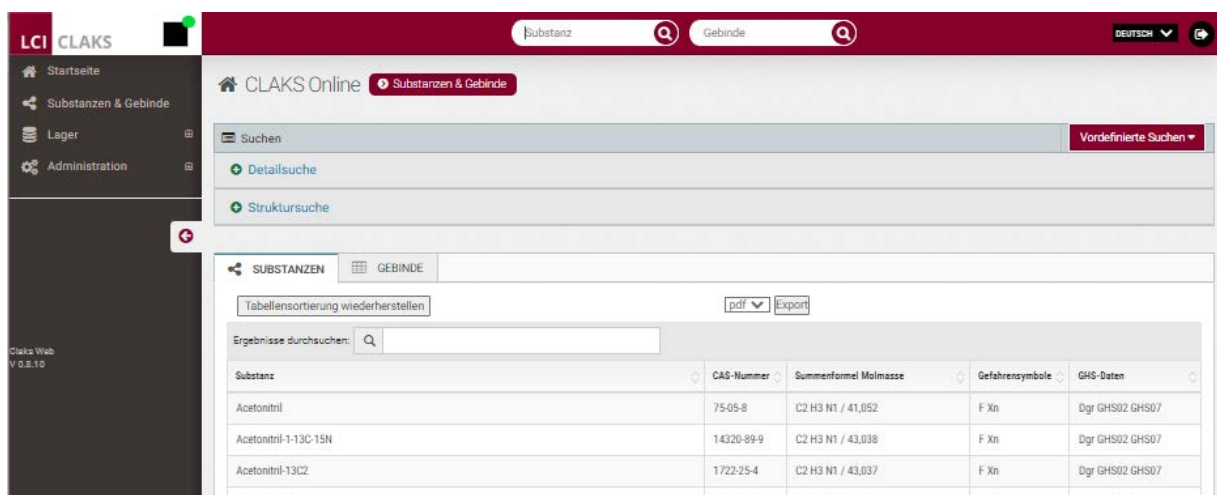 LCI CLAKS
Substanz
Gebinde
DEUTSCH
Startseite
Substanzen & Gebinde
Lager
Administration
Claks Web
V 0.8.10
CLAKS Online Substanzen & Gebinde
Suchen
Vordefinierte Suchen
Detailsuche
Struktursuche
SUBSTANZEN GEBINDE
Tabellensortierung wiederherstellen
pdf Export
Ergebnisse durchsuchen:
Substanz CAS-Nummer Summenformel Molmasse Gefahrensymbole GHS-Daten
Acetonitril 75-05-8 C2 H3 N1 / 41,052 F Xn Dgr GHS02 GHS07
Acetonitril-1-13C-15N 14320-89-9 C2 H3 N1 / 43,038 F Xn Dgr GHS02 GHS07
Acetonitril-13C2 1722-25-4 C2 H3 N1 / 43,037 F Xn Dgr GHS02 GHS07